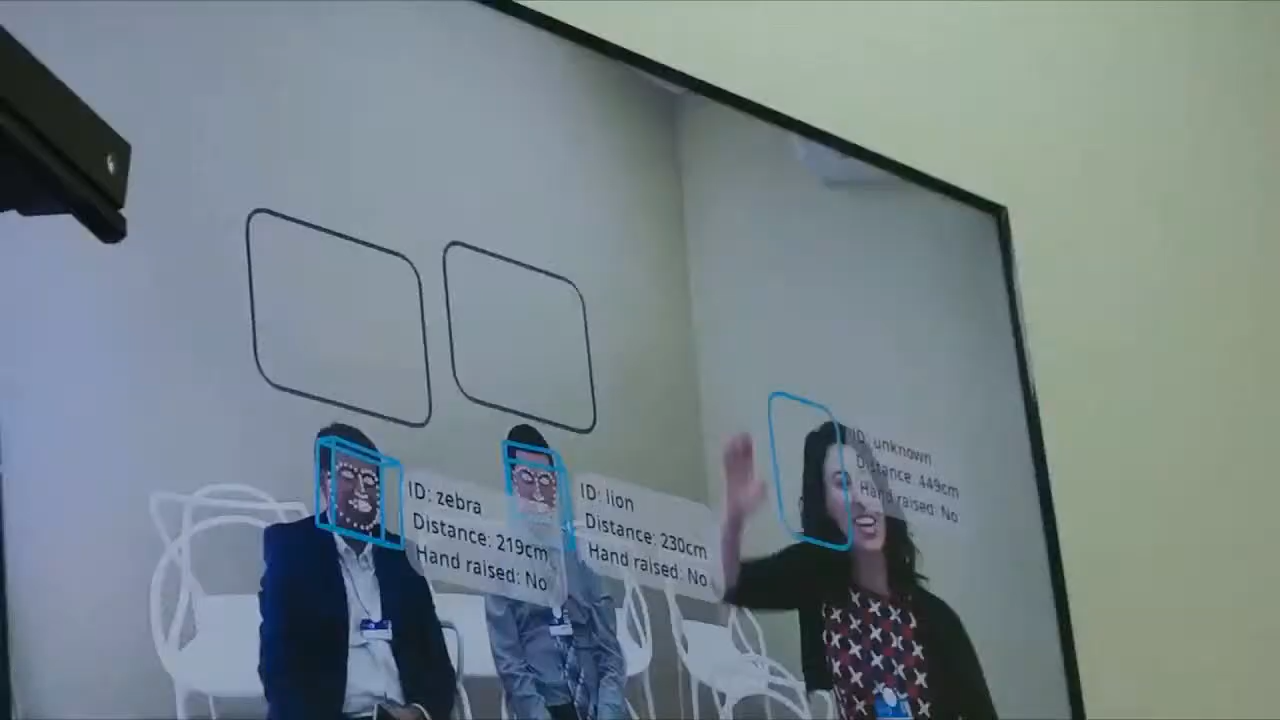 ID: zebra
Distance: 219cm
Hand raised: No
ID: lion
Distance: 230cm
Hand raised: No
ID: unknown
Distance: 449cm
Hand raised: No